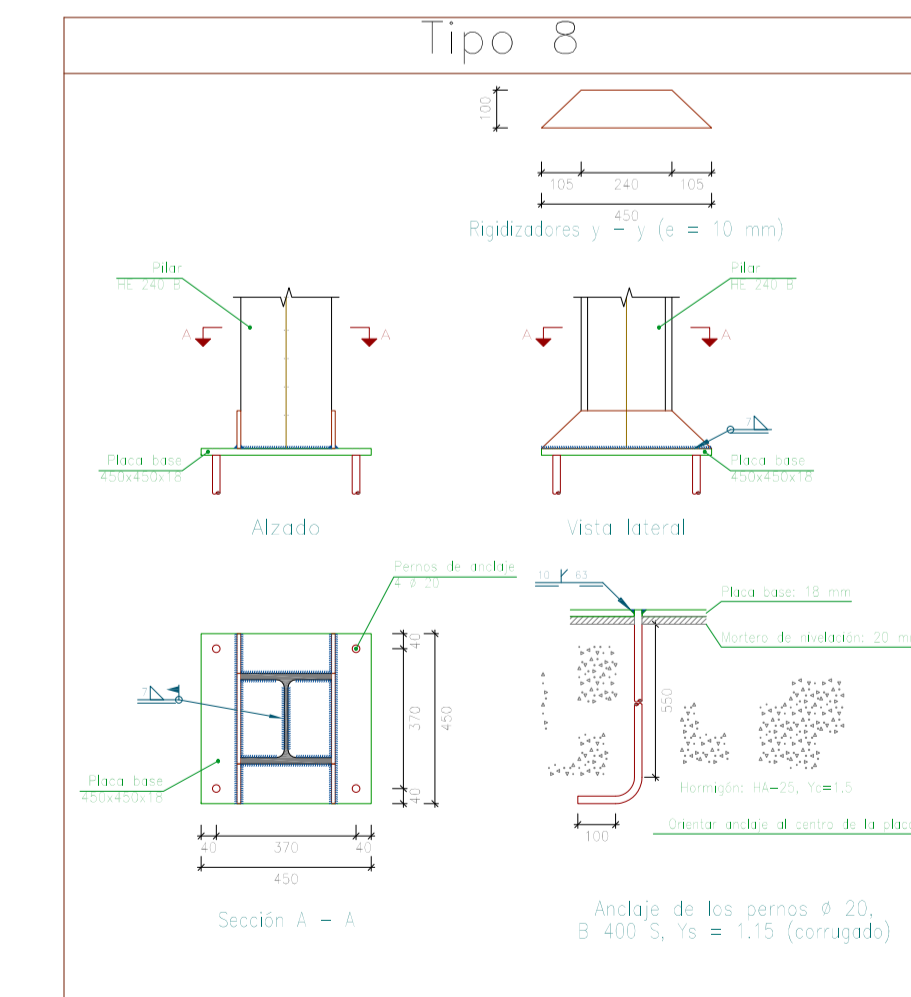 Tipo 8
100
105 240 105
450
Rigidizadores y - y (e = 10 mm)
Pilar
HE 240 B
A A
Placa base
450x450x18
Alzado
Pilar
HE 240 B
A A
7
Placa base
450x450x18
Vista lateral
Pernos de anclaje
4 ø 20
40
370
450
40
7
Placa base
450x450x18
40 370 40
450
Sección A - A
10 63
Placa base: 18 mm
Mortero de nivelación: 20 m
550
Hormigón: HA-25, Yc=1.5
100
Orientar anclaje al centro de la placa
Anclaje de los pernos ø 20,
B 400 S, Ys = 1.15 (corrugado)